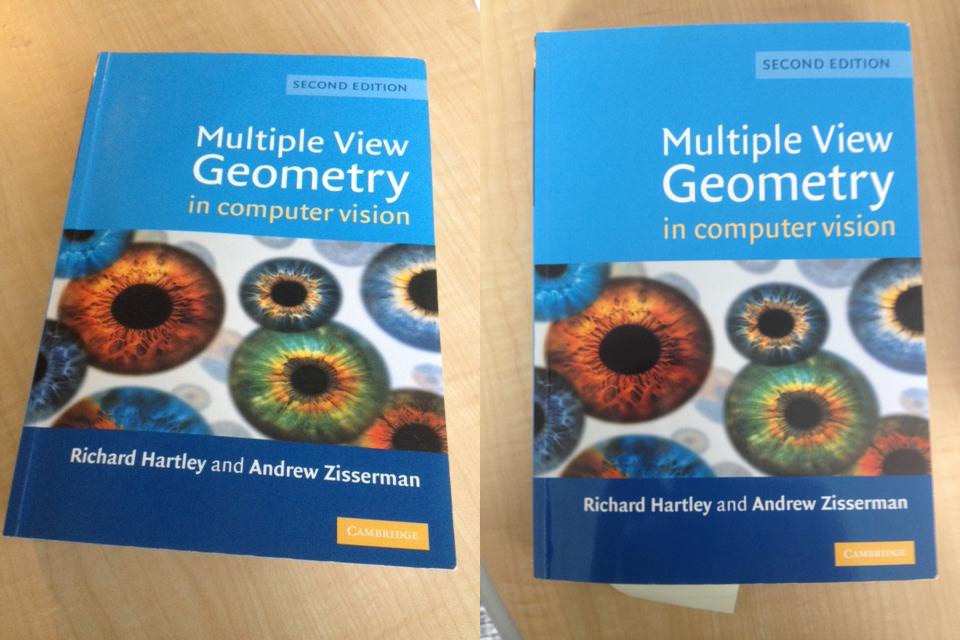 SECOND EDITION
Multiple View
Geometry
in computer vision
Richard Hartley and Andrew Zisserman
CAMBRIDGE
SECOND EDITION
Multiple View
Geometry
in computer vision
Richard Hartley and Andrew Zisserman
CAMBRIDGE